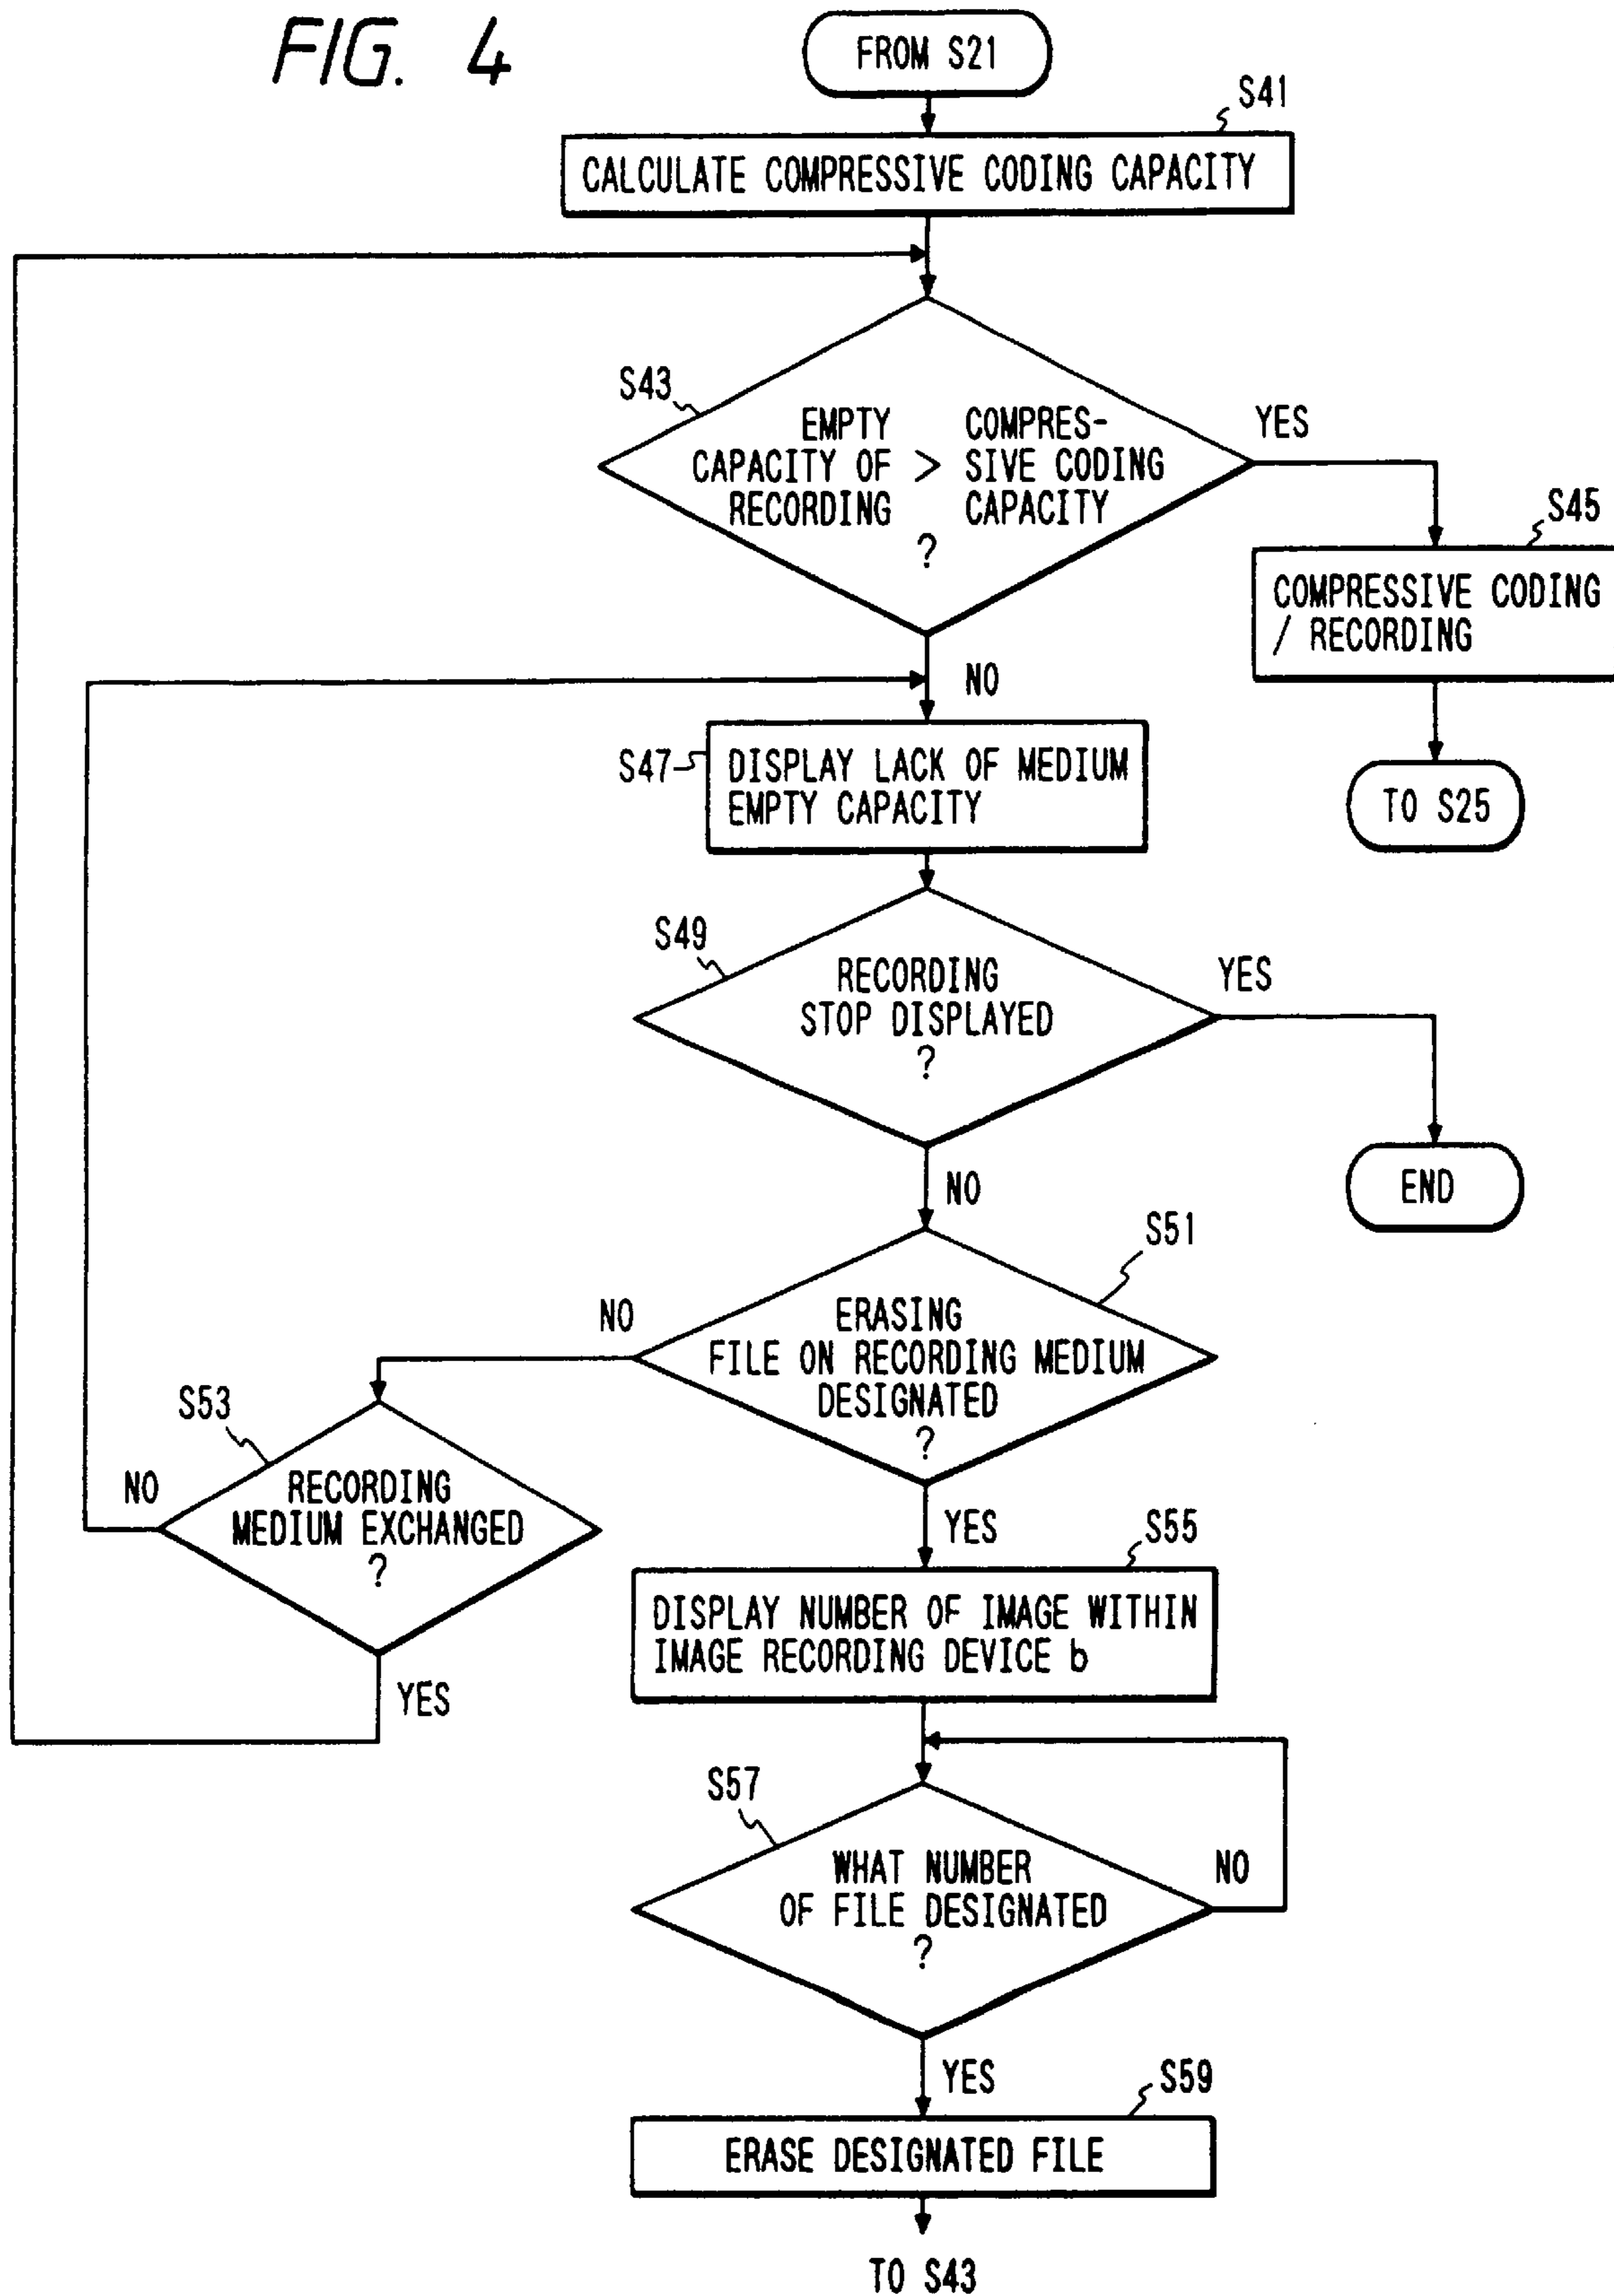 FIG. 4
FROM S21
S41
CALCULATE COMPRESSIVE CODING CAPACITY
S43
EMPTY COMPRES-
CAPACITY OF > SIVE CODING
RECORDING CAPACITY
?
YES
S45
COMPRESSIVE CODING
/ RECORDING
NO
TO S25
S47
DISPLAY LACK OF MEDIUM
EMPTY CAPACITY
S49
RECORDING
STOP DISPLAYED
?
YES
END
NO
S51
ERASING
FILE ON RECORDING MEDIUM
DESIGNATED
?
NO
S53
RECORDING
MEDIUM EXCHANGED
?
NO
YES
YES
S55
DISPLAY NUMBER OF IMAGE WITHIN
IMAGE RECORDING DEVICE b
S57
WHAT NUMBER
OF FILE DESIGNATED
?
NO
YES
S59
ERASE DESIGNATED FILE
TO S43